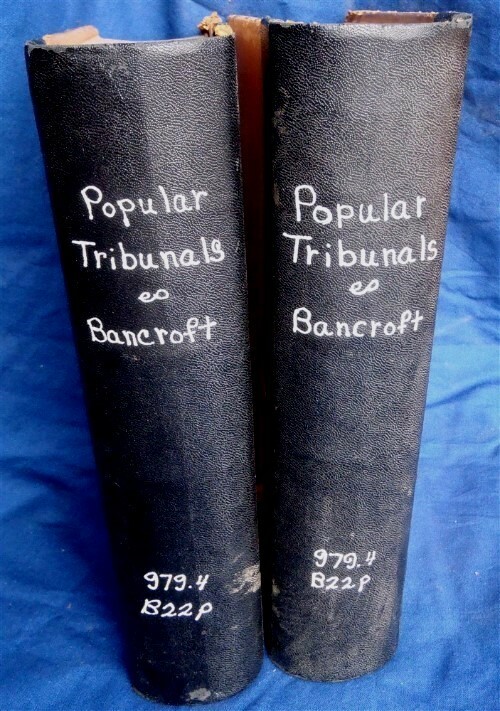 Popular
Tribunals
Bancroft
979.4
B22p
Popular
Tribunals
Bancroft
979.4
B22p